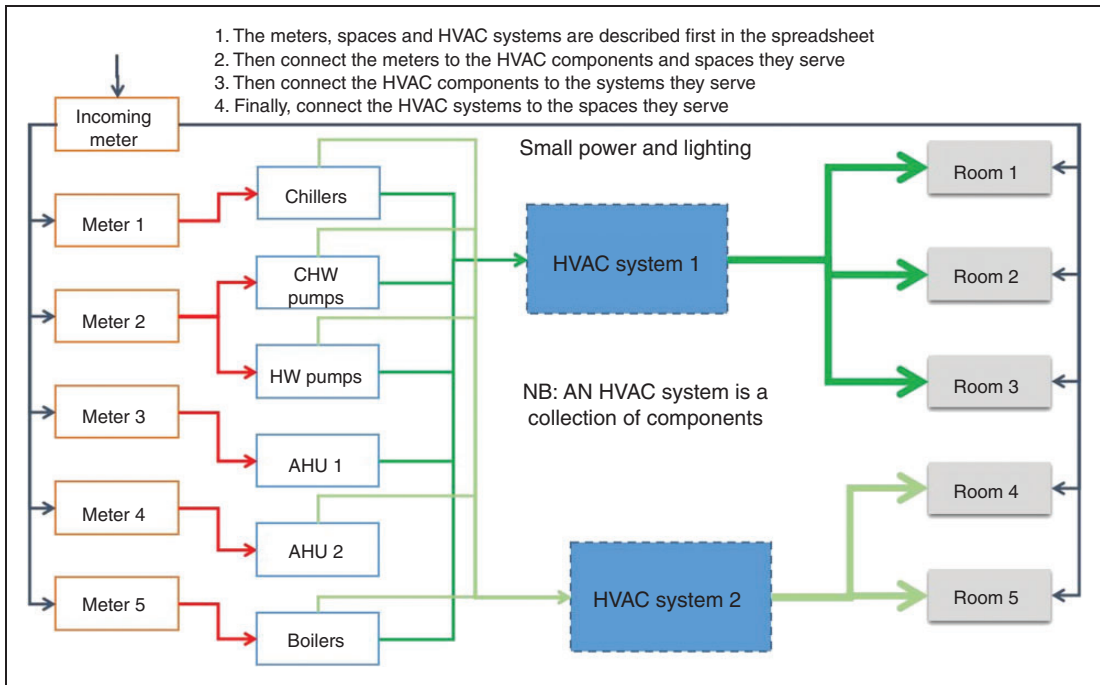 1. The meters, spaces and HVAC systems are described first in the spreadsheet
2. Then connect the meters to the HVAC components and spaces they serve
3. Then connect the HVAC components to the systems they serve
4. Finally, connect the HVAC systems to the spaces they serve
Incoming
meter
Small power and lighting
Meter 1
Meter 2
Meter 3
Meter 4
Meter 5
Chillers
CHW
pumps
HW pumps
AHU 1
AHU 2
Boilers
HVAC system 1
NB: AN HVAC system is a
collection of components
HVAC system 2
Room 1
Room 2
Room 3
Room 4
Room 5